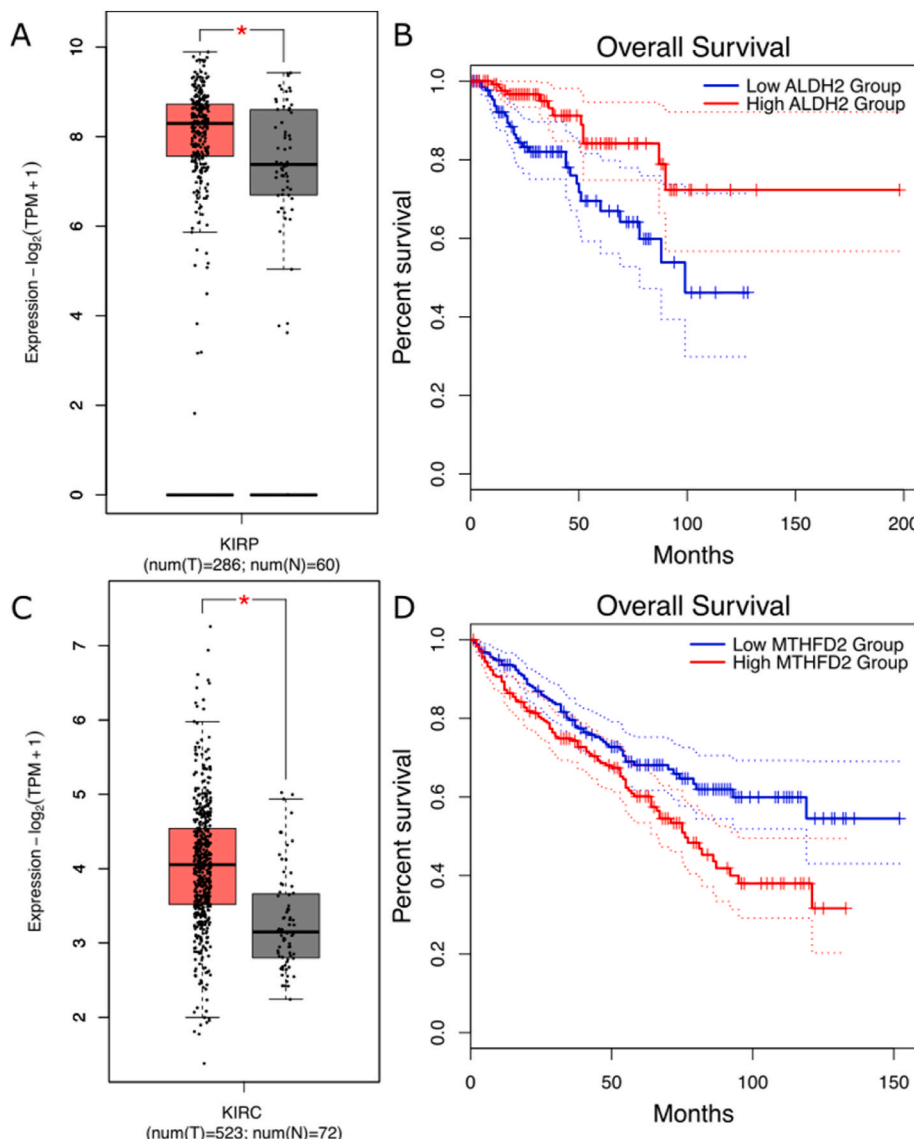 A
*
10
8
6
4
2
0
Expression – log2(TPM + 1)
KIRP
(num(T)=286; num(N)=60)
B
Overall Survival
Low ALDH2 Group
High ALDH2 Group
1.0
0.8
0.6
0.4
0.2
0.0
Percent survival
0 50 100 150 200
Months
C
*
7
6
5
4
3
2
Expression – log2(TPM + 1)
KIRC
(num(T)=523; num(N)=72)
D
Overall Survival
Low MTHFD2 Group
High MTHFD2 Group
1.0
0.8
0.6
0.4
0.2
0.0
Percent survival
0 50 100 150
Months